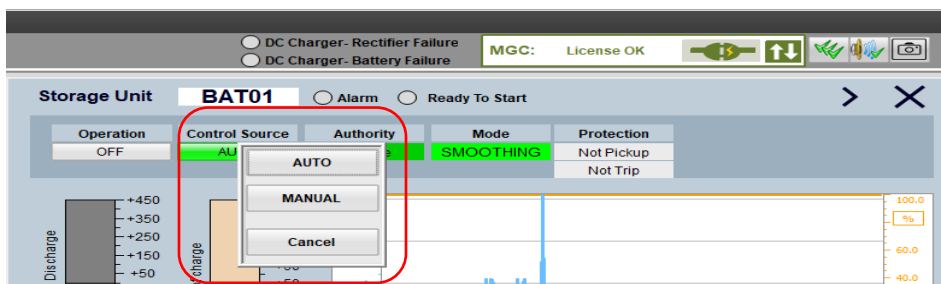 DC Charger- Rectifier Failure
DC Charger- Battery Failure
MGC: License OK
Storage Unit BAT01 Alarm Ready To Start
Operation Control Source Authority Mode Protection
OFF SMOOTHING Not Pickup
Not Trip
AUTO
MANUAL
Cancel
+450
+350
+250
+150
+50
Discharge
100.0
%
60.0
40.0